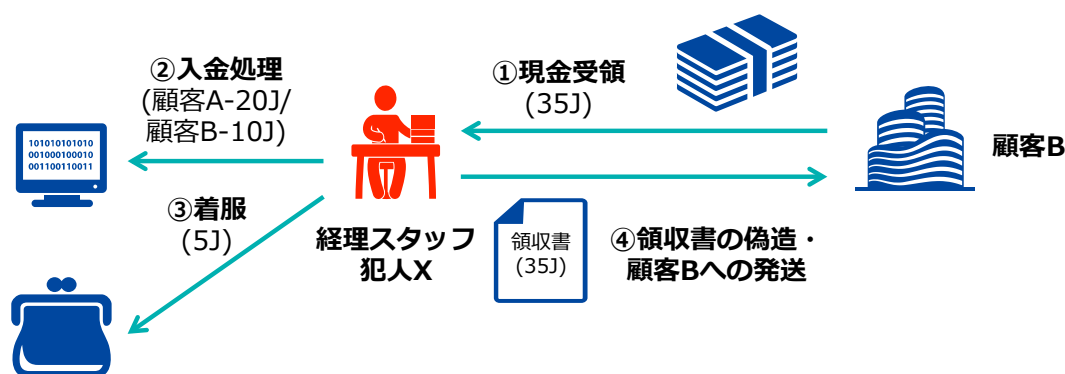 ②入金処理
(顧客A-20J/
顧客B-10J)
①現金受領
(35J)
101010101010
001000100010
001100110011
顧客B
③着服
(5J)
経理スタッフ
犯人X
領収書
(35J)
④領収書の偽造・
顧客Bへの発送